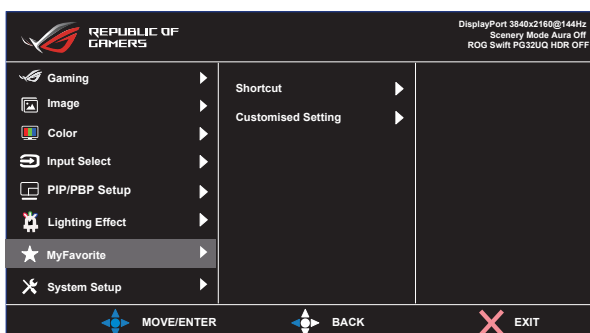 REPUBLIC OF
GAMERS
DisplayPort 3840x2160@144Hz
Scenery Mode Aura Off
ROG Swift PG32UQ HDR OFF
Gaming
Image
Color
Input Select
PIP/PBP Setup
Lighting Effect
MyFavorite
System Setup
Shortcut
Customised Setting
MOVE/ENTER
BACK
EXIT